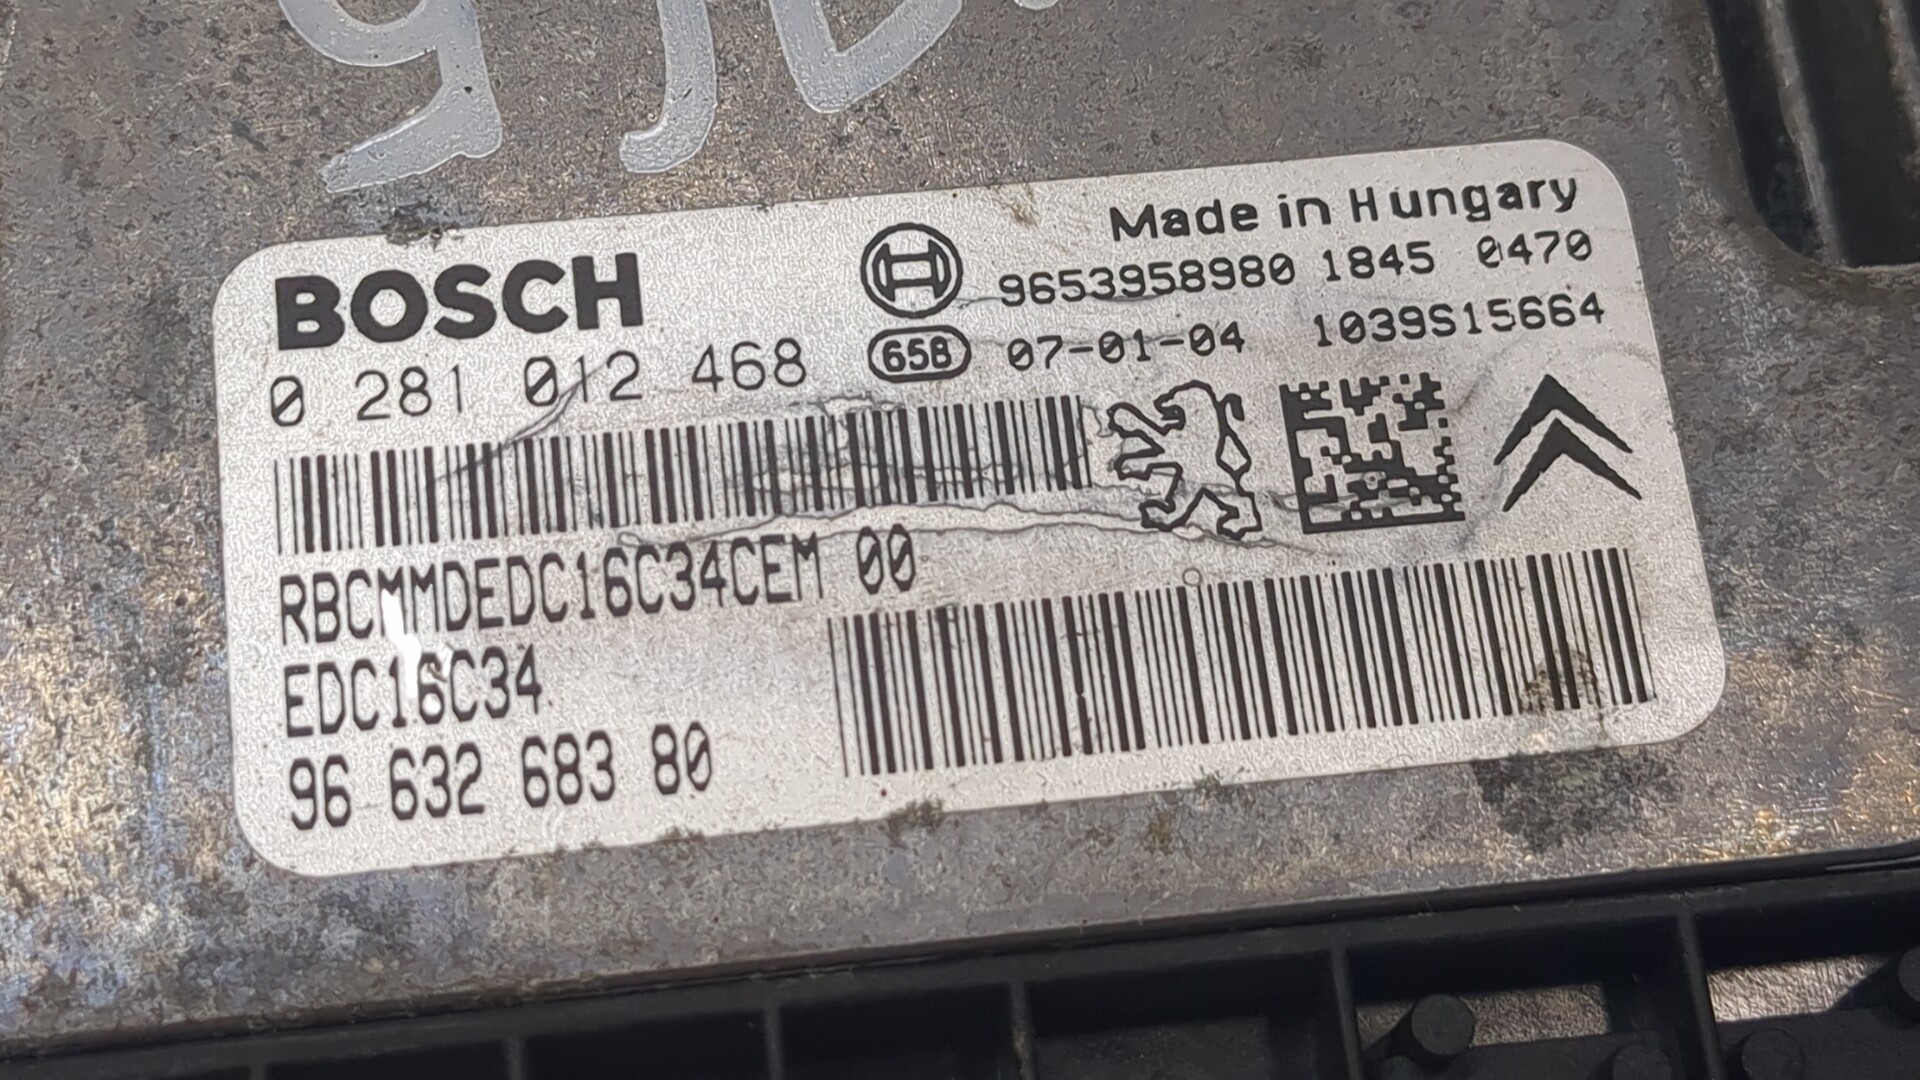 BOSCH
0 281 012 468
Made in Hungary
9653958980 1845 0470
658 07-01-04 1039S15664
RBCMMDEDC16C34CEM 00
EDC16C34
96 632 683 80